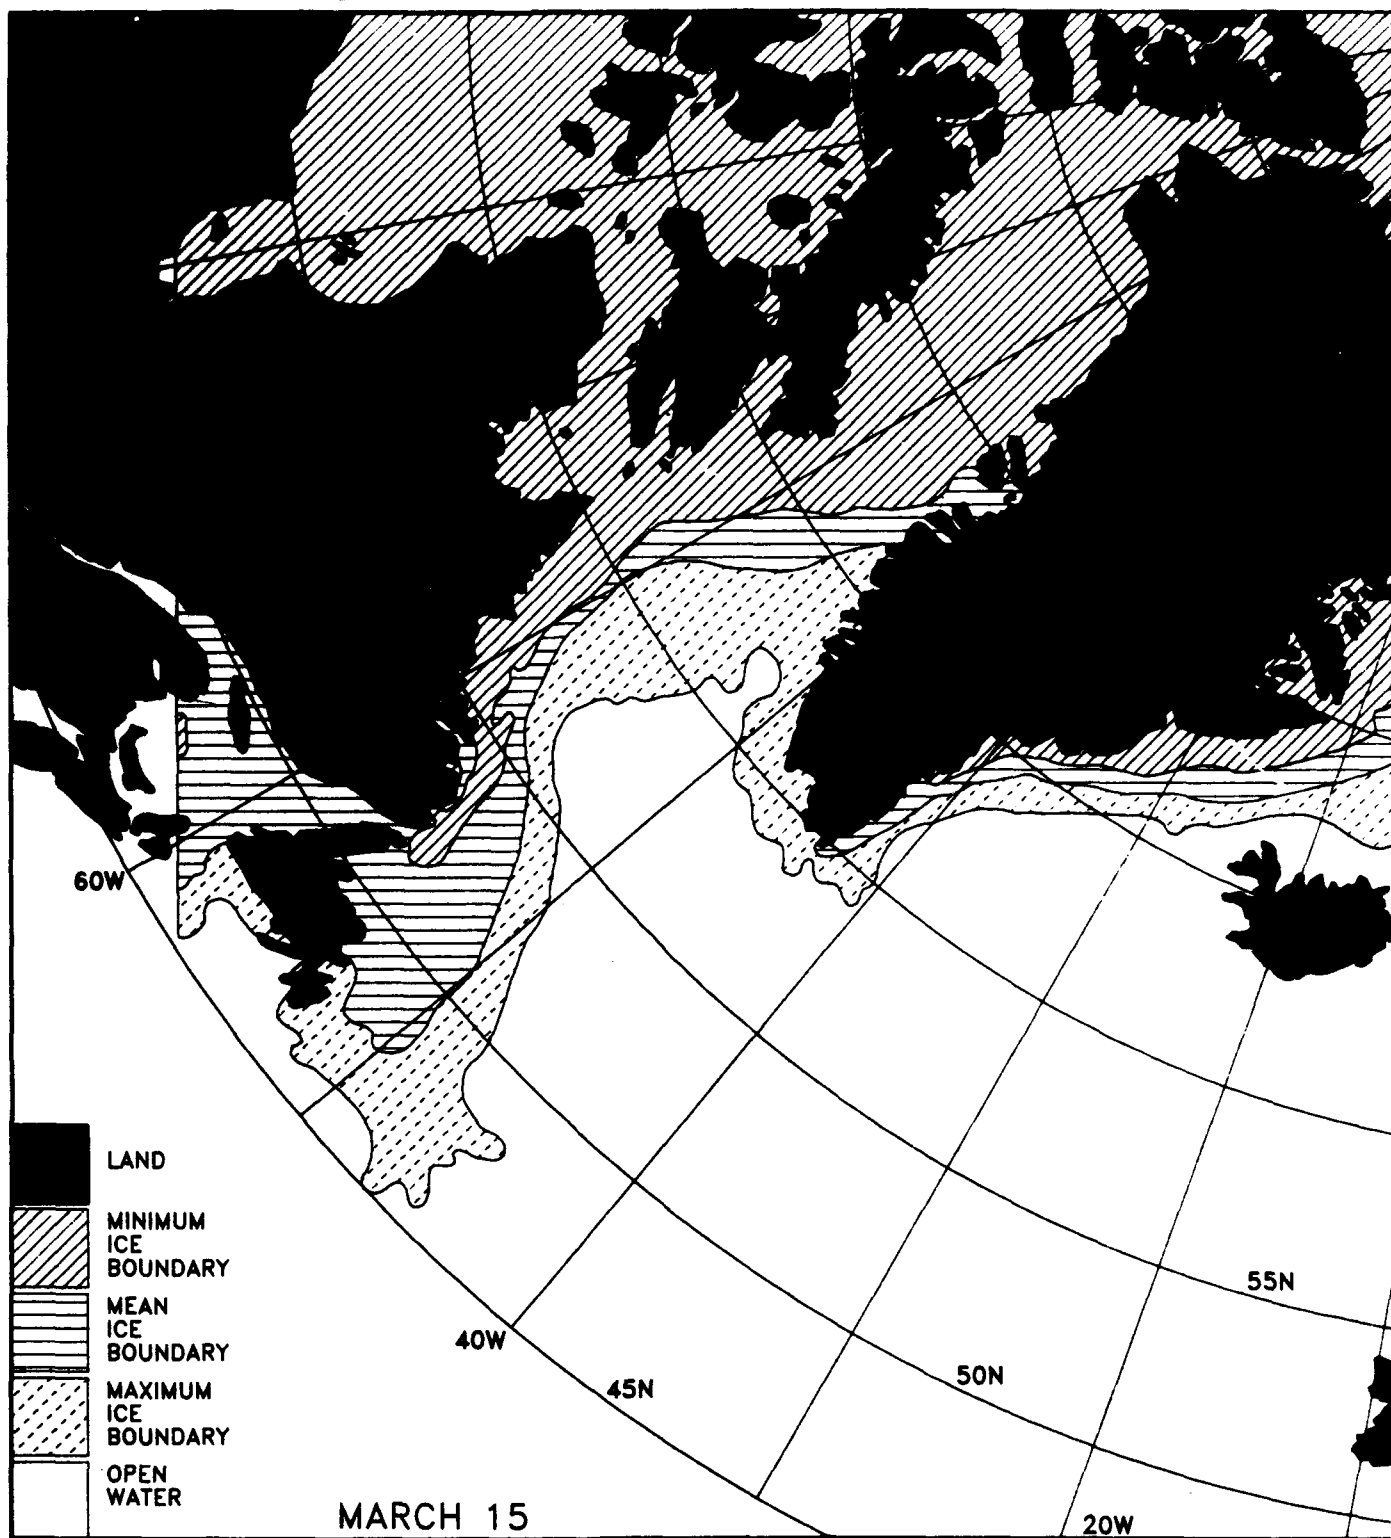 60W
LAND
MINIMUM
ICE
BOUNDARY
MEAN
ICE
BOUNDARY
MAXIMUM
ICE
BOUNDARY
OPEN
WATER
MARCH 15
40W
45N
50N
55N
20W